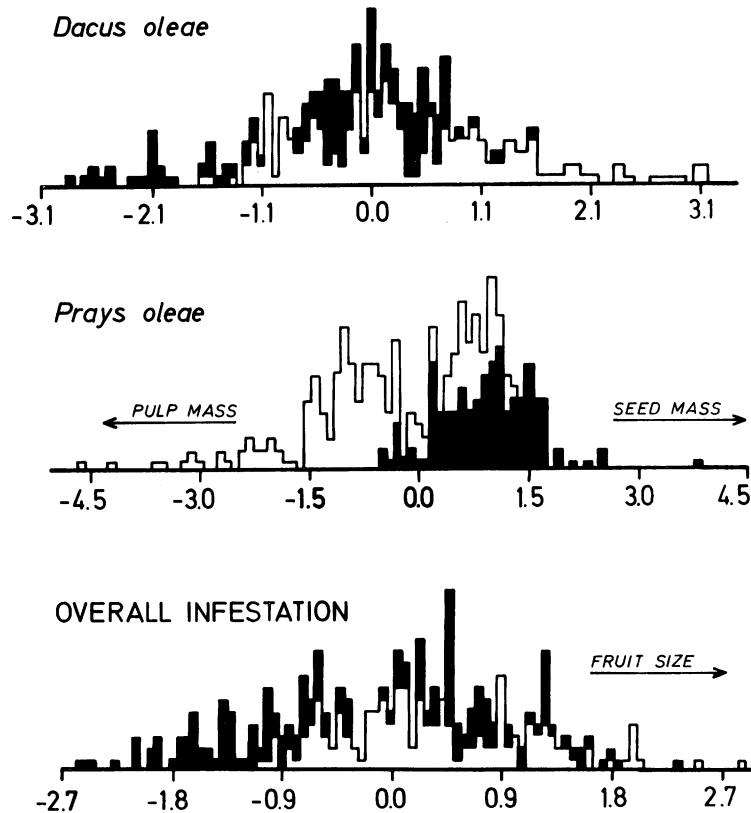 Dacus oleae
-3.1 -2.1 -1.1 0.0 1.1 2.1 3.1
Prays oleae
PULP MASS SEED MASS
-4.5 -3.0 -1.5 0.0 1.5 3.0 4.5
OVERALL INFESTATION
FRUIT SIZE
-2.7 -1.8 -0.9 0.0 0.9 1.8 2.7